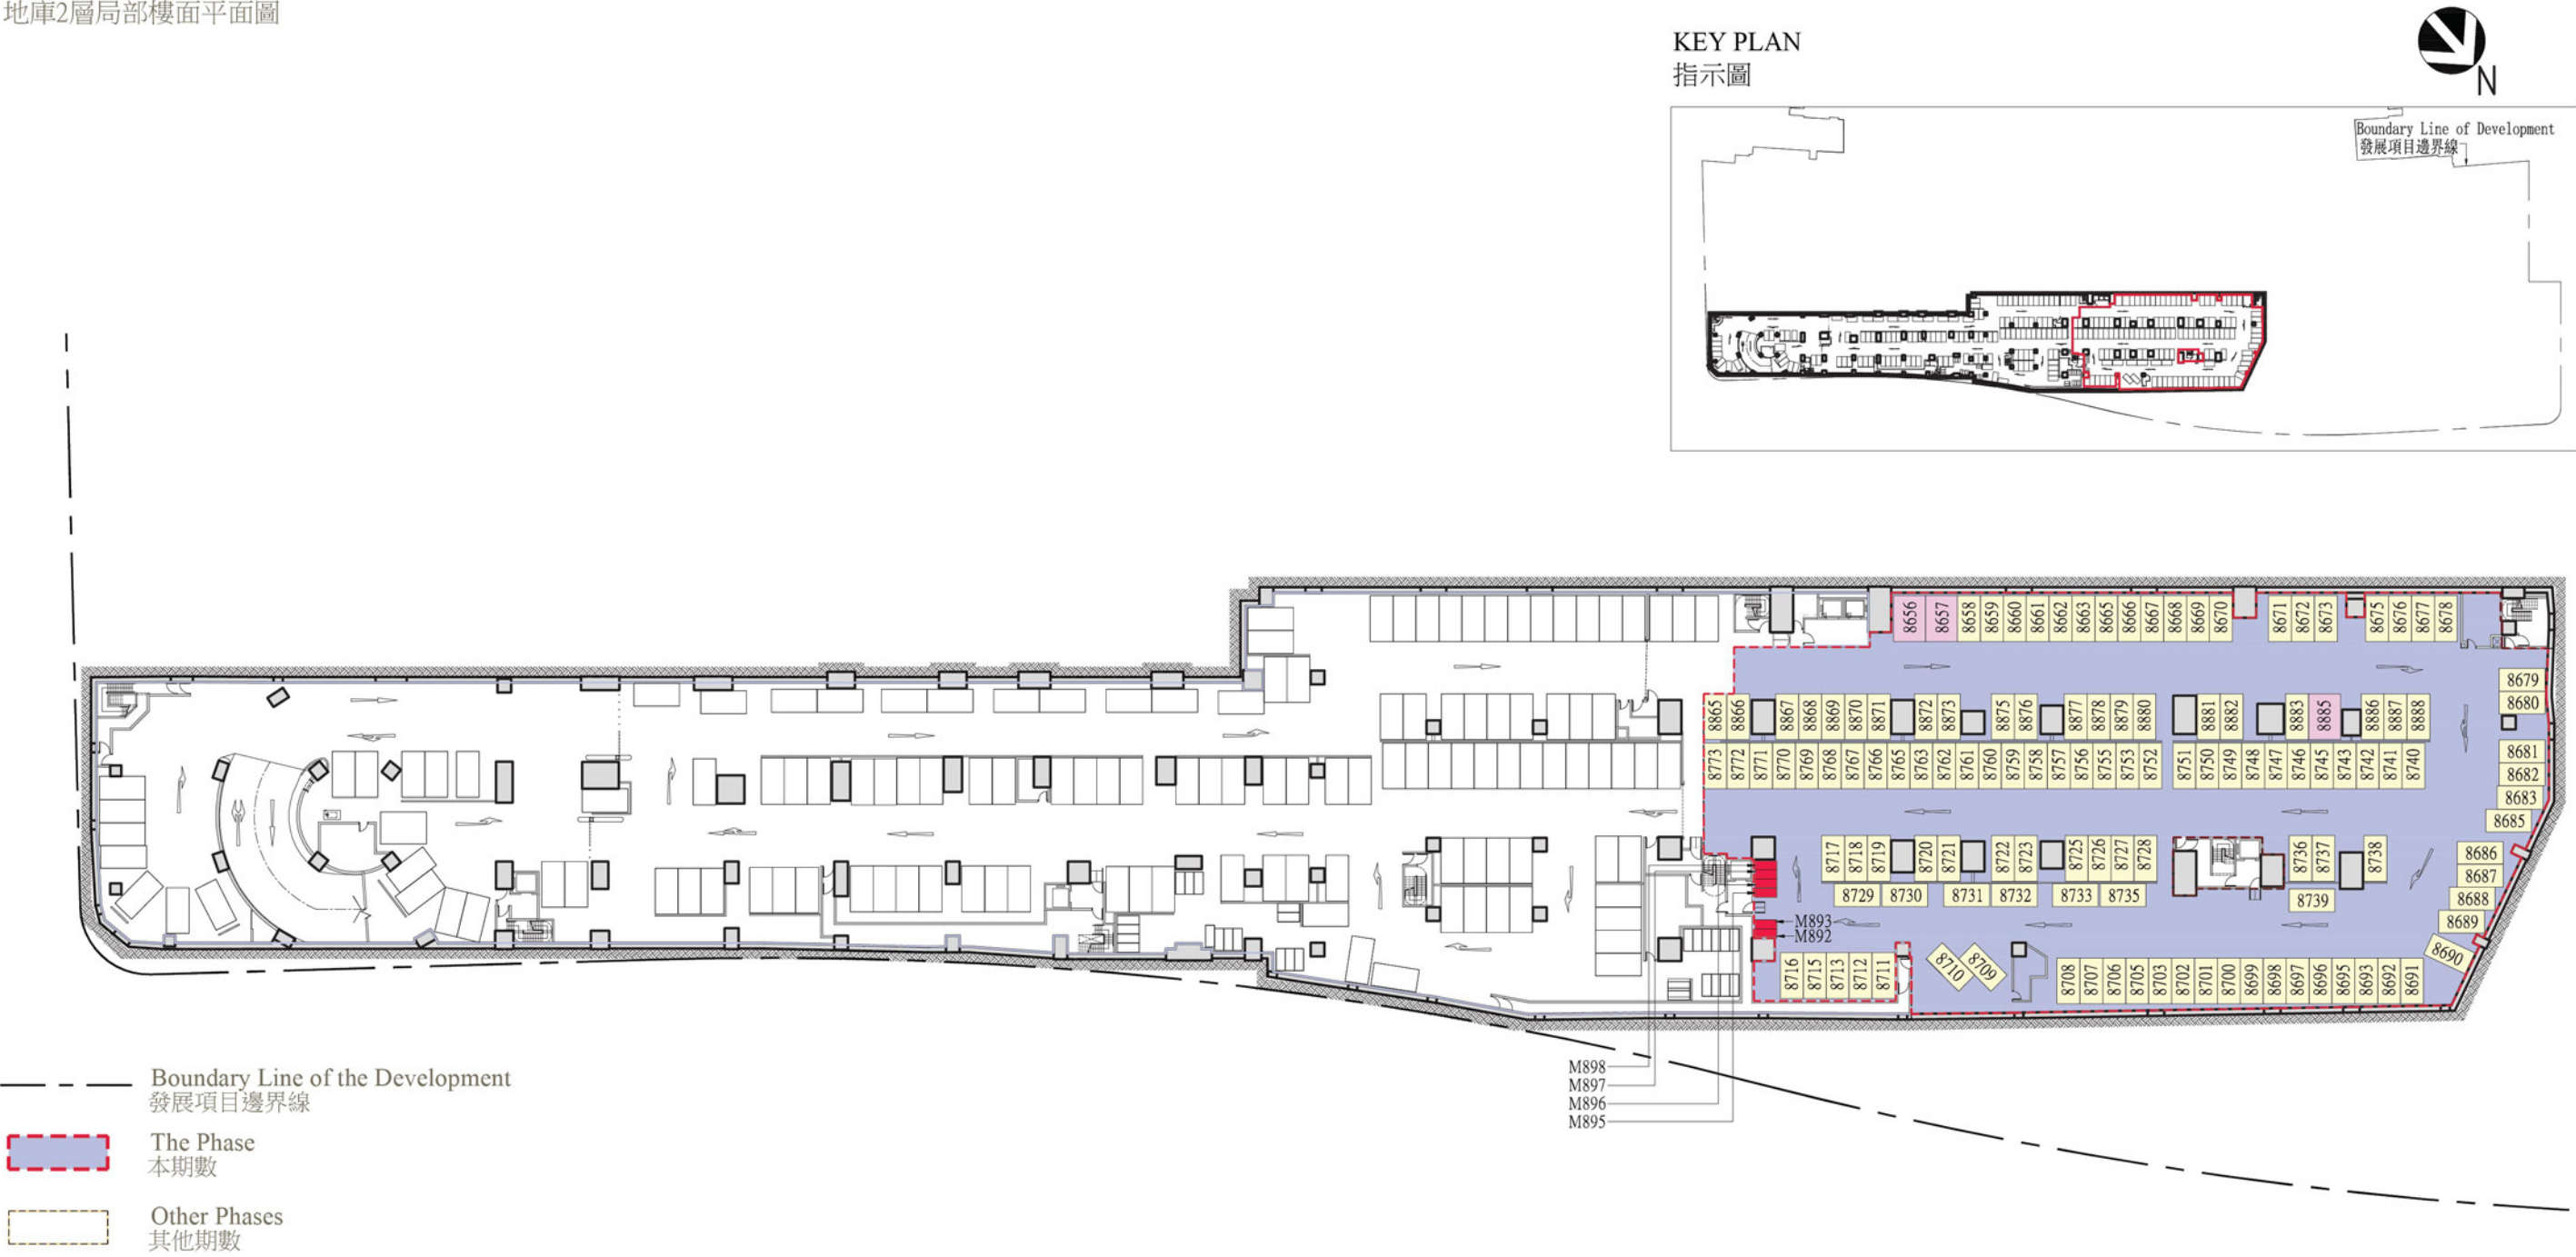 地庫2層局部樓面平面圖
KEY PLAN
指示圖
N
Boundary Line of Development
發展項目邊界線
8656 8657 8658 8659 8660 8661 8662 8663 8665 8666 8667 8668 8669 8670 8671 8672 8673 8675 8676 8677 8678
8679
8680
8865 8866 8867 8868 8869 8870 8871 8872 8873 8875 8876 8877 8878 8879 8880 8881 8882 8883 8885 8886 8887 8888
8773 8772 8771 8770 8769 8768 8767 8766 8765 8763 8762 8761 8760 8759 8758 8757 8756 8755 8753 8752 8751 8750 8749 8748 8747 8746 8745 8743 8742 8741 8740
8681
8682
8683
8685
8717 8718 8719 8720 8721 8722 8723 8725 8726 8727 8728 8736 8737 8738
8686
8687
8688
8689
8690
8729 8730 8731 8732 8733 8735 8739
M893
M892
8716 8715 8713 8712 8711 8710 8709 8708 8707 8706 8705 8703 8702 8701 8700 8699 8698 8697 8696 8695 8693 8692 8691
M898
M897
M896
M895
Boundary Line of the Development
發展項目邊界線
The Phase
本期數
Other Phases
其他期數